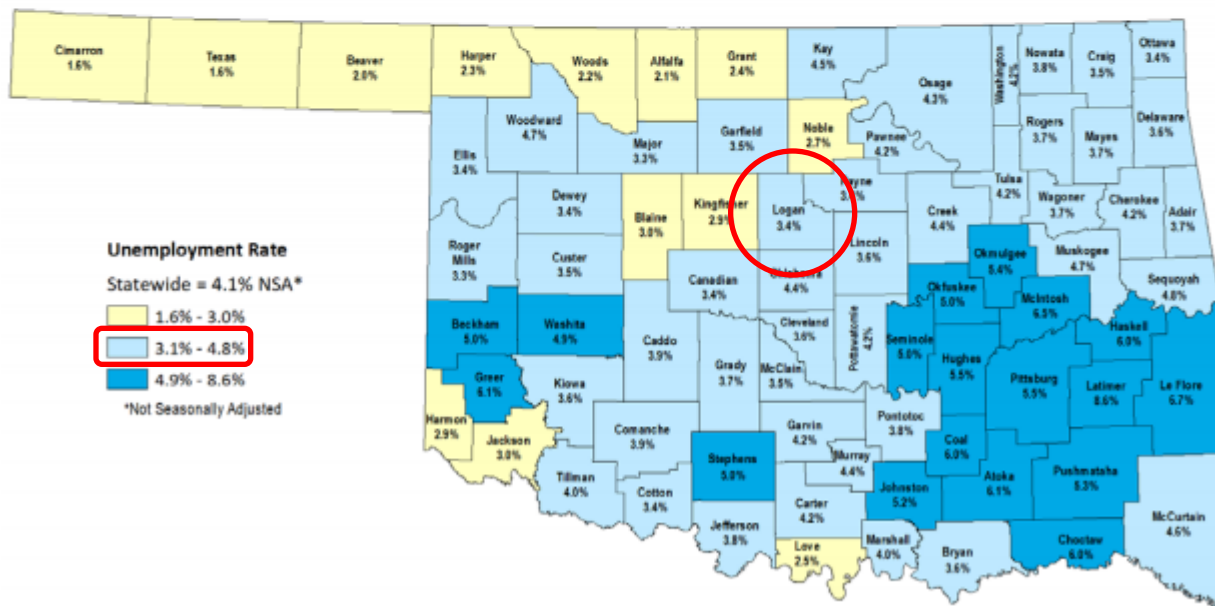 Cimarron
1.6%
Texas
1.6%
Beaver
2.0%
Harper
2.3%
Woods
2.2%
Alfalfa
2.1%
Grant
2.4%
Kay
4.5%
Osage
4.3%
Washington
4.2%
Nowata
3.8%
Craig
3.5%
Ottawa
3.4%
Woodward
4.7%
Major
3.3%
Garfield
3.5%
Noble
2.7%
Pawnee
4.2%
Rogers
3.7%
Mayes
3.7%
Delaware
3.6%
Ellis
3.4%
Dewey
3.4%
Blaine
3.0%
Kingfisher
2.9%
Logan
3.4%
Lincoln
3.6%
Creek
4.4%
Tulsa
4.2%
Wagoner
3.7%
Cherokee
4.2%
Adair
3.7%
Roger
Mills
3.3%
Custer
3.5%
Canadian
3.4%
Oklahoma
4.4%
Okmulgee
5.4%
Muskogee
4.7%
Sequoyah
4.8%
Unemployment Rate
Statewide = 4.1% NSA*
1.6% - 3.0%
3.1% - 4.8%
4.9% - 8.6%
*Not Seasonally Adjusted
Beckham
5.0%
Washita
4.9%
Caddo
3.9%
Grady
3.7%
Cleveland
3.6%
McClain
3.5%
Pottawatomie
4.2%
Seminole
5.0%
Okfuskee
5.0%
McIntosh
6.5%
Haskell
6.0%
Hughes
5.5%
Pittsburg
5.5%
Latimer
8.6%
Le Flore
6.7%
Greer
6.1%
Kiowa
3.6%
Harmon
2.9%
Jackson
3.0%
Comanche
3.9%
Stephens
5.0%
Garvin
4.2%
Murray
4.4%
Pontotoc
3.8%
Coal
6.0%
Atoka
6.1%
Pushmataha
5.3%
Tillman
4.0%
Cotton
3.4%
Jefferson
3.8%
Carter
4.2%
Johnston
5.2%
Love
2.5%
Marshall
4.0%
Bryan
3.6%
Choctaw
6.0%
McCurtain
4.6%